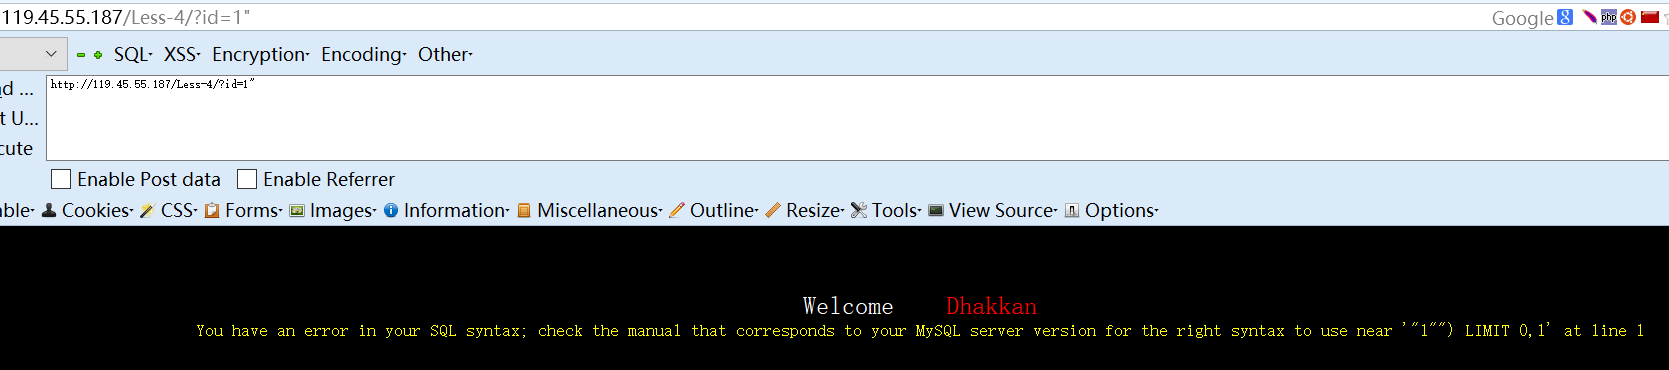 119.45.55.187/Less-4/?id=1" Google
SQL XSS Encryption Encoding Other
d ... http://119.45.55.187/Less-4/?id=1"
t U...
cute
Enable Post data Enable Referrer
ble Cookies CSS Forms Images Information Miscellaneous Outline Resize Tools View Source Options
Welcome Dhakkan
You have an error in your SQL syntax; check the manual that corresponds to your MySQL server version for the right syntax to use near '"1"") LIMIT 0,1' at line 1